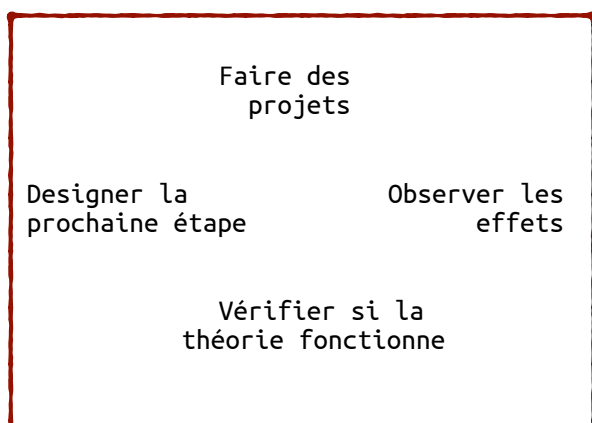 Faire des
projets
Designer la
prochaine étape
Observer les
effets
Vérifier si la
théorie fonctionne